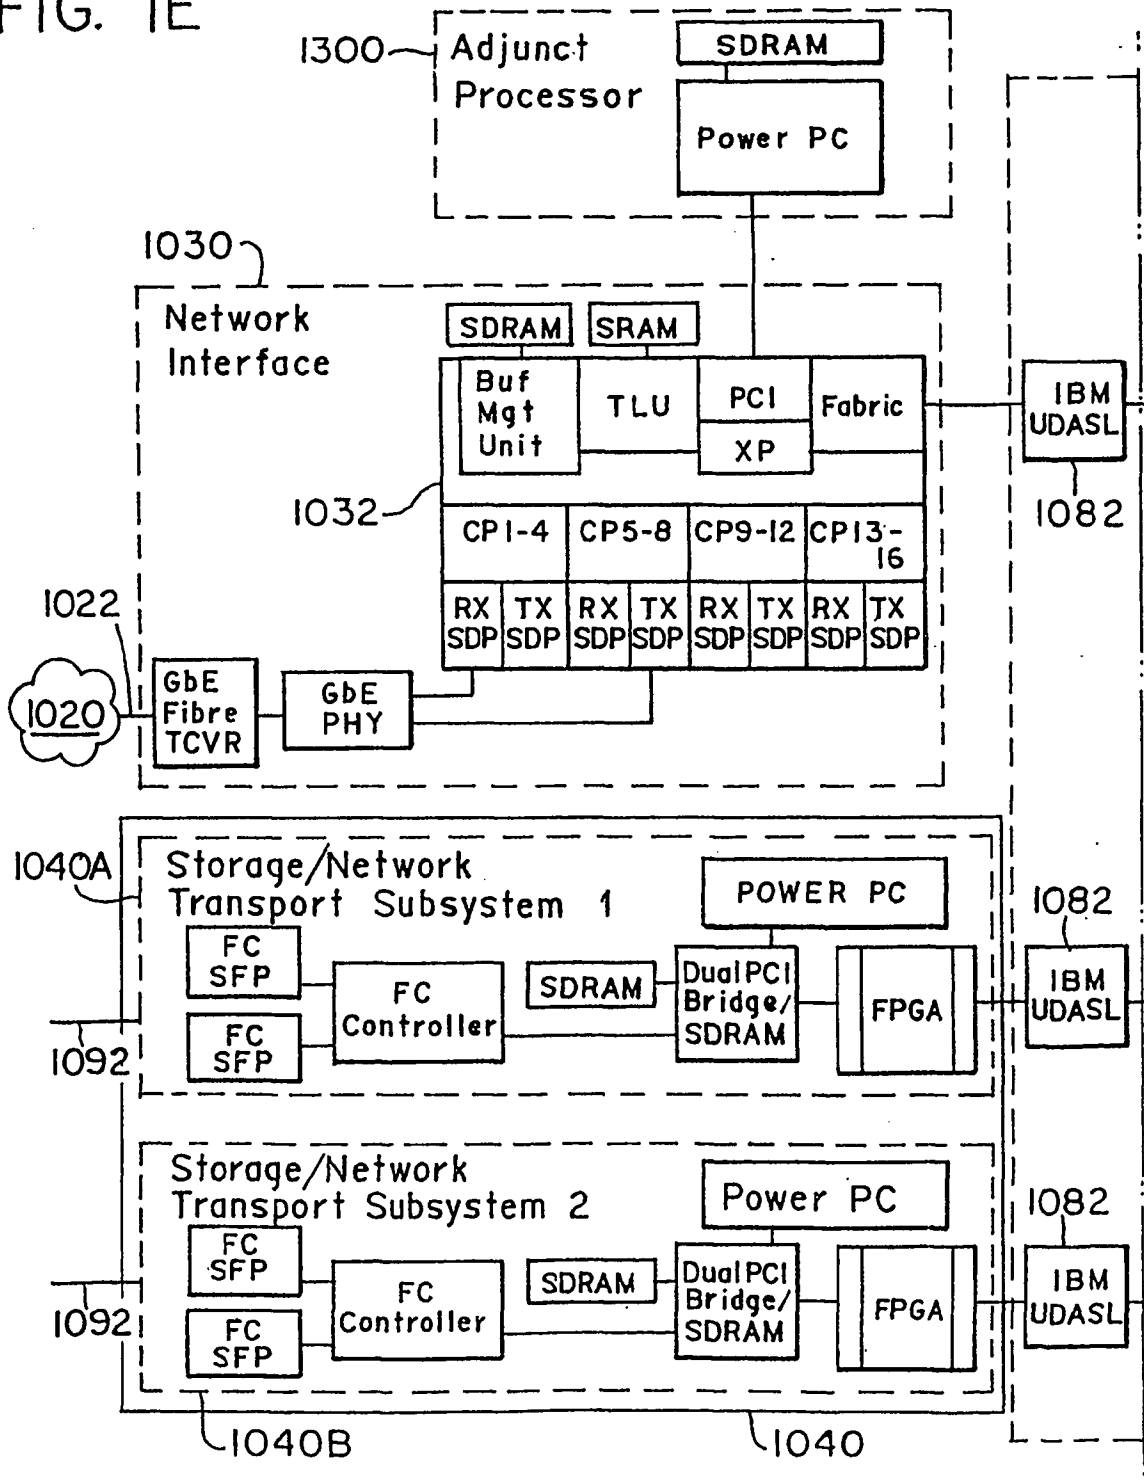 FIG. 1E
1300
Adjunct
Processor
SDRAM
Power PC
1030
Network
Interface
SDRAM
SRAM
Buf
Mgt
Unit
TLU
PCI
XP
Fabric
IBM
UDASL
1082
1032
CP1-4
CP5-8
CP9-12
CP13-
16
RX
SDP
TX
SDP
RX
SDP
TX
SDP
RX
SDP
TX
SDP
RX
SDP
TX
SDP
1022
1020
GbE
Fibre
TCVR
GbE
PHY
1040A
Storage/Network
Transport Subsystem 1
POWER PC
FC
SFP
FC
SFP
FC
Controller
SDRAM
Dual PCI
Bridge/
SDRAM
FPGA
1082
IBM
UDASL
1092
Storage/Network
Transport Subsystem 2
Power PC
FC
SFP
FC
SFP
FC
Controller
SDRAM
Dual PCI
Bridge/
SDRAM
FPGA
1082
IBM
UDASL
1092
1040B
1040